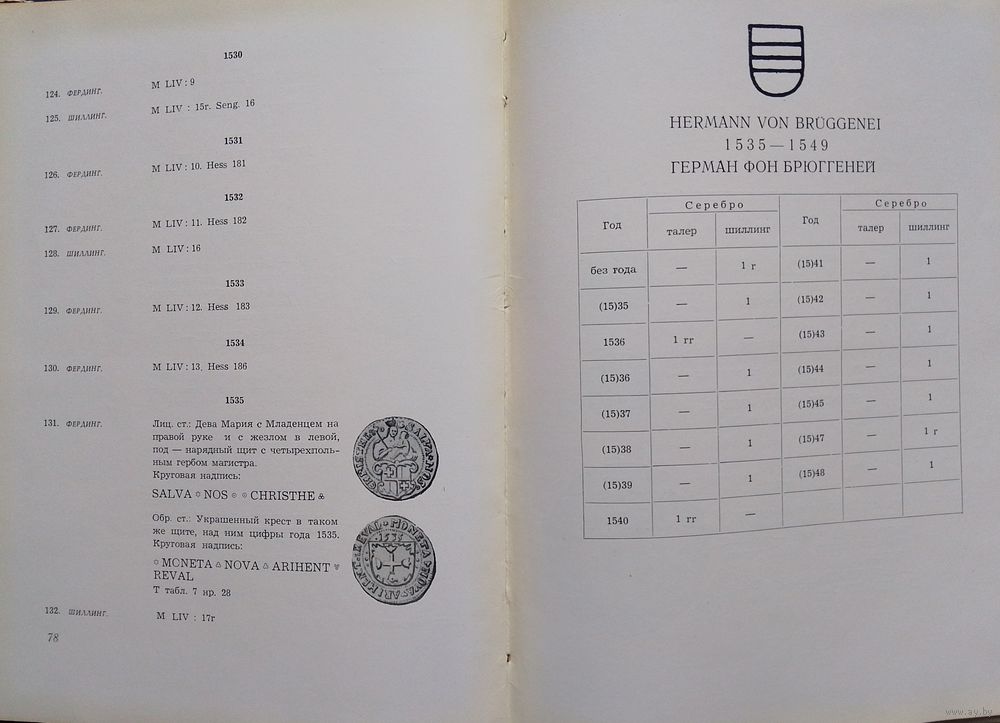 1530
124. ФЕРДИНГ. M LIV : 9
125. ШИЛЛИНГ. M LIV : 15г. Seng. 16
1531
126. ФЕРДИНГ. M LIV : 10. Hess 181
1532
127. ФЕРДИНГ. M LIV : 11. Hess 182
128. ШИЛЛИНГ. M LIV : 16
1533
129. ФЕРДИНГ. M LIV : 12. Hess 183
1534
130. ФЕРДИНГ. M LIV : 13, Hess 186
1535
131. ФЕРДИНГ. Лиц. ст.: Дева Мария с Младенцем на
правой руке и с жезлом в левой,
под — нарядный щит с четырехполь-
ным гербом магистра.
Круговая надпись:
SALVA NOS CHRISTHE
Обр. ст.: Украшенный крест в таком
же щите, над ним цифры года 1535.
Круговая надпись:
MONETA NOVA ARIHENT
REVAL
Т табл. 7 нр. 28
132. ШИЛЛИНГ. M LIV : 17г
78
HERMANN VON BRÜGGENEI
1535—1549
ГЕРМАН ФОН БРЮГГЕНЕЙ
Год Серебро Год Серебро
талер шиллинг талер шиллинг
без года — 1 г (15)41 — 1
(15)35 — 1 (15)42 — 1
1536 1 гг — (15)43 — 1
(15)36 — 1 (15)44 — 1
(15)37 — 1 (15)45 — 1
(15)38 — 1 (15)47 — 1 г
(15)39 — 1 (15)48 — 1
1540 1 гг —
www.ay.by